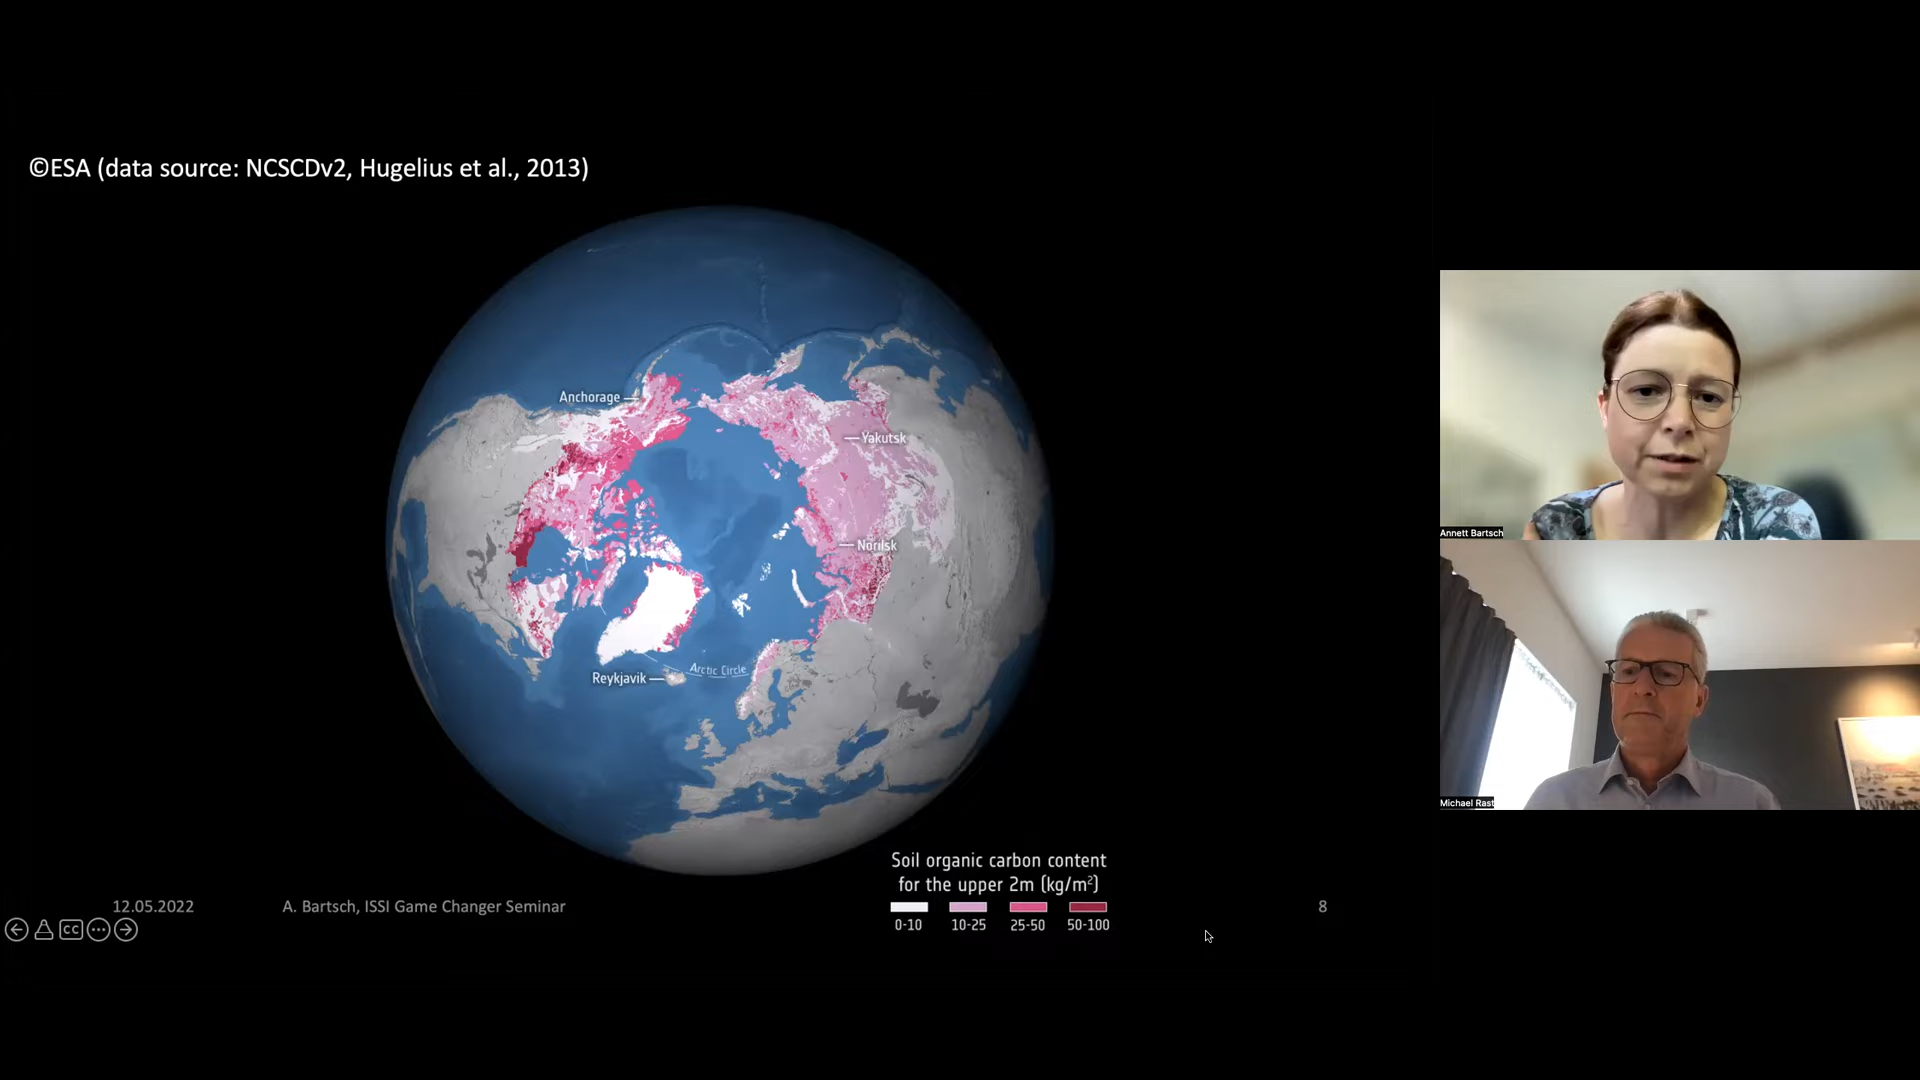 ©ESA (data source: NCSCDv2, Hugelius et al., 2013)
Anchorage
Yakutsk
Norilsk
Arctic Circle
Reykjavik
Annett Bartsch
Michael Rast
Soil organic carbon content
for the upper 2m (kg/m²)
0-10 10-25 25-50 50-100
12.05.2022 A. Bartsch, ISSI Game Changer Seminar 8
CC